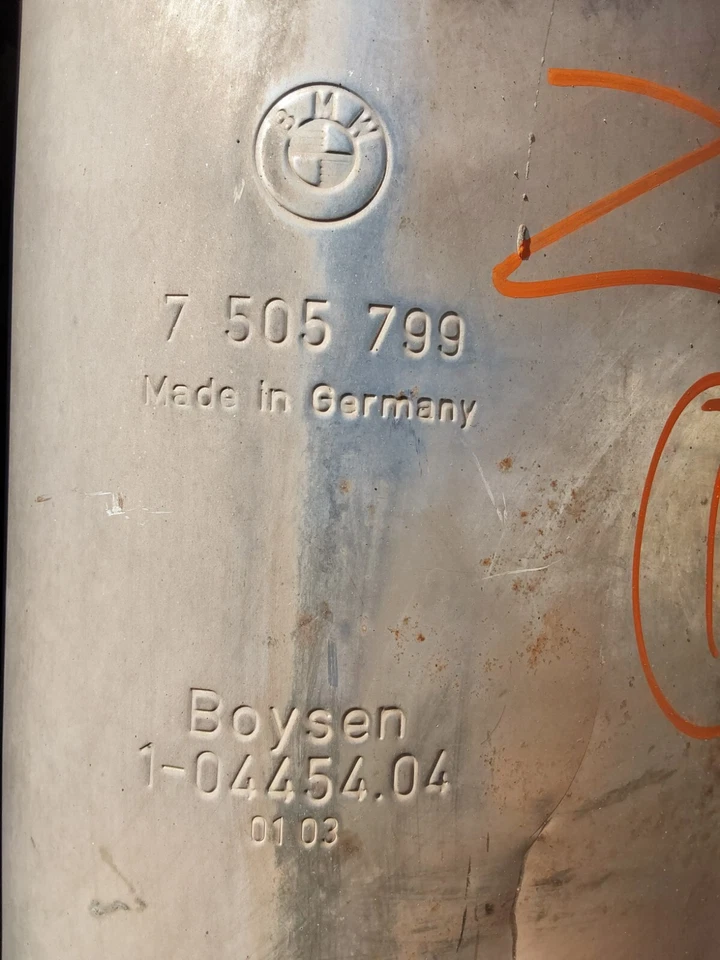 BMW
7 505 799
Made in Germany
Boysen
1-04454.04
01 03